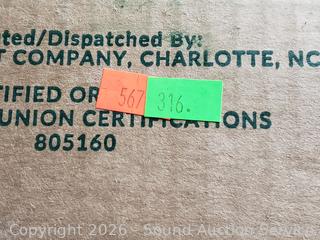 ted/Dispatched By:
T COMPANY, CHARLOTTE, NC
TIFIED OR
567 316.
UNION CERTIFICATIONS
805160
Copyright 2026 - Sound Auction Service